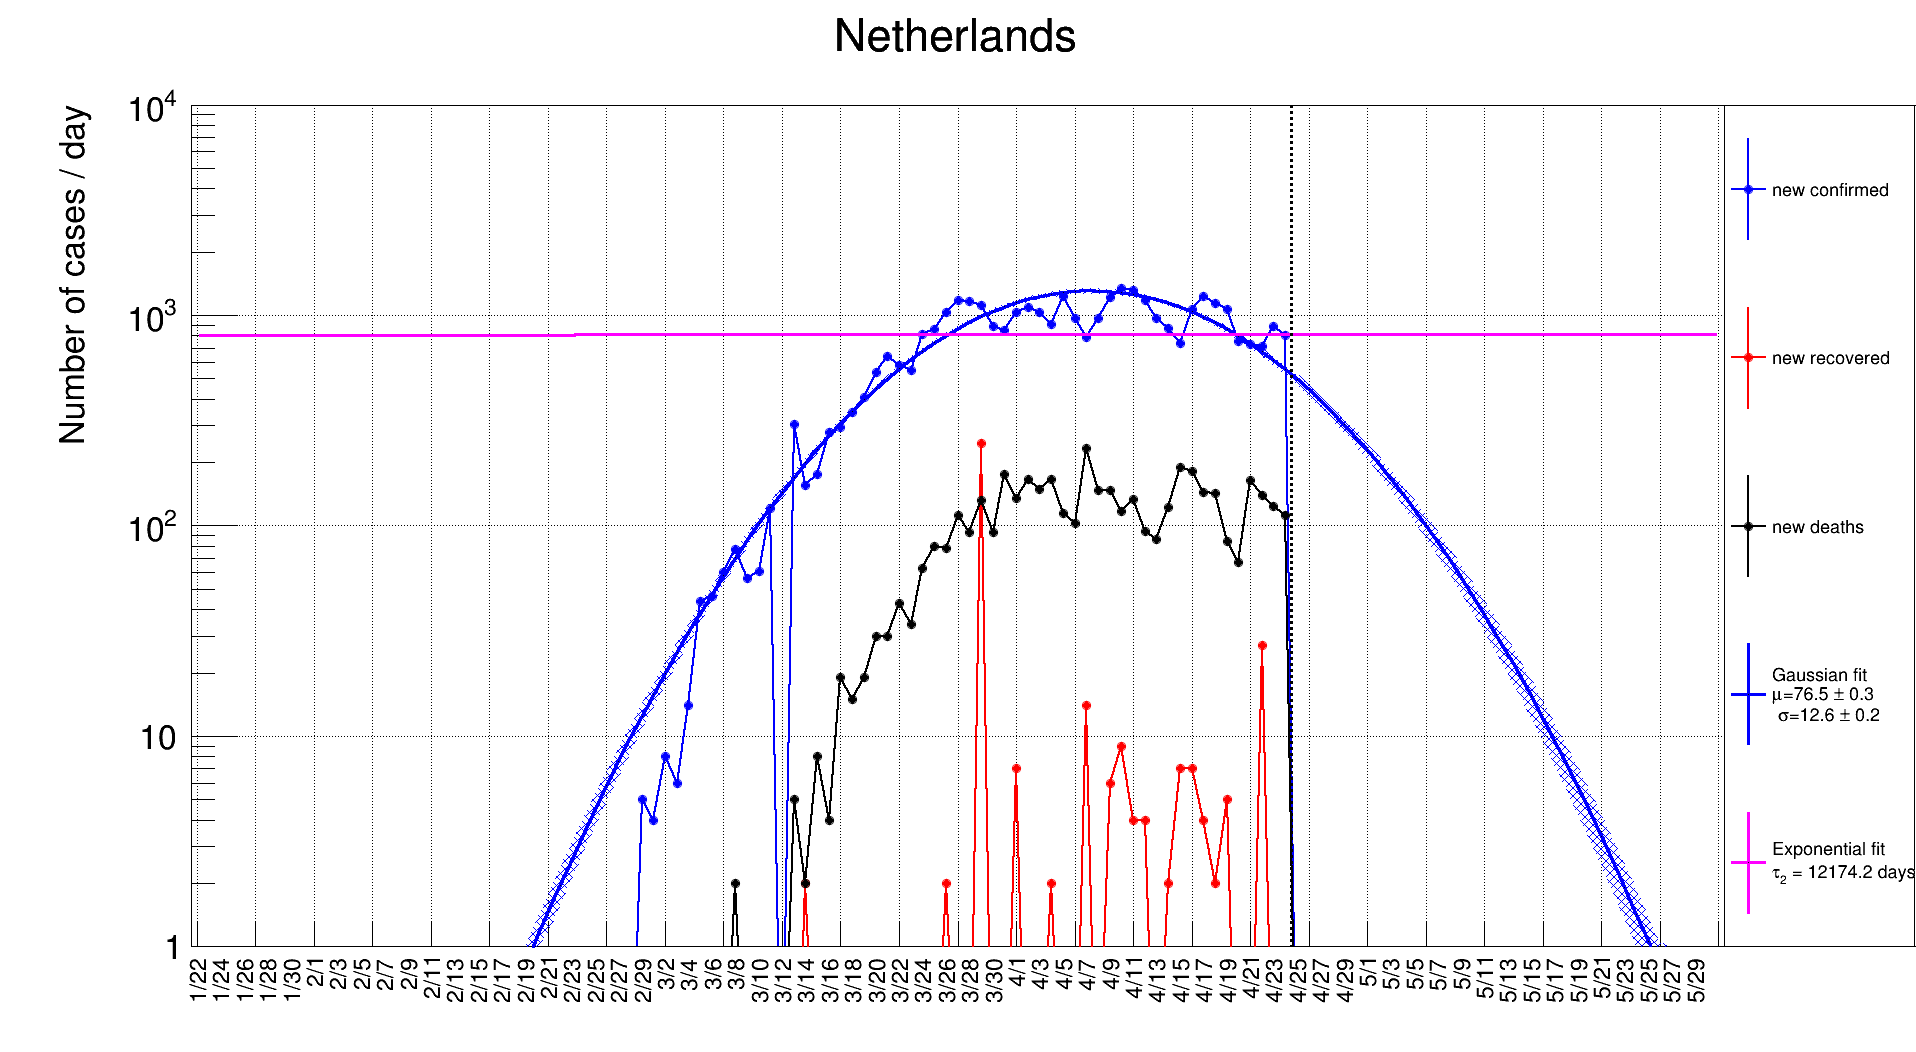 Netherlands
Number of cases / day
10⁴
10³
10²
10
1
1/22 1/24 1/26 1/28 1/30 2/1 2/3 2/5 2/7 2/9 2/11 2/13 2/15 2/17 2/19 2/21 2/23 2/25 2/27 2/29 3/2 3/4 3/6 3/8 3/10 3/12 3/14 3/16 3/18 3/20 3/22 3/24 3/26 3/28 3/30 4/1 4/3 4/5 4/7 4/9 4/11 4/13 4/15 4/17 4/19 4/21 4/23 4/25 4/27 4/29 5/1 5/3 5/5 5/7 5/9 5/11 5/13 5/15 5/17 5/19 5/21 5/23 5/25 5/27 5/29
new confirmed
new recovered
new deaths
Gaussian fit
μ=76.5 ± 0.3
σ=12.6 ± 0.2
Exponential fit
τ₂ = 12174.2 days